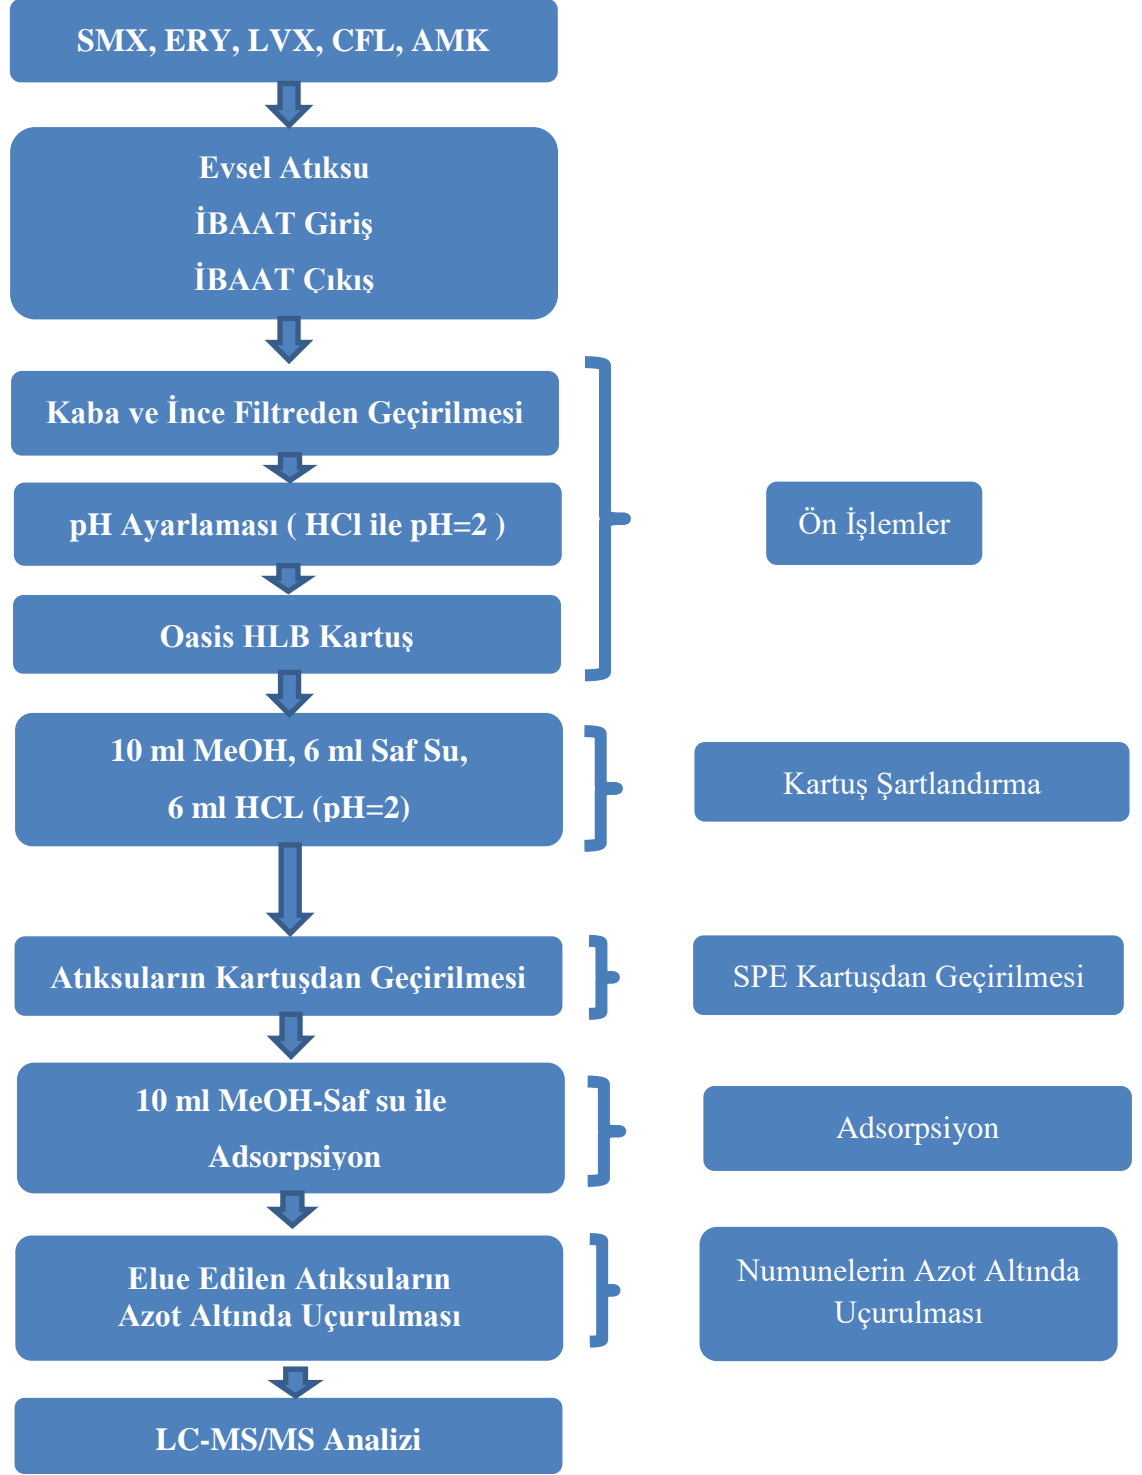 SMX, ERY, LVX, CFL, AMK
Evsel Atıksu
İBAAT Giriş
İBAAT Çıkış
Kaba ve İnce Filtreden Geçirilmesi
pH Ayarlaması ( HCl ile pH=2 )
Ön İşlemler
Oasis HLB Kartuş
10 ml MeOH, 6 ml Saf Su,
6 ml HCL (pH=2)
Kartuş Şartlandırma
Atıksuların Kartuşdan Geçirilmesi
SPE Kartuşdan Geçirilmesi
10 ml MeOH-Saf su ile
Adsorpsiyon
Adsorpsiyon
Elue Edilen Atıksuların
Azot Altında Uçurulması
Numunelerin Azot Altında
Uçurulması
LC-MS/MS Analizi